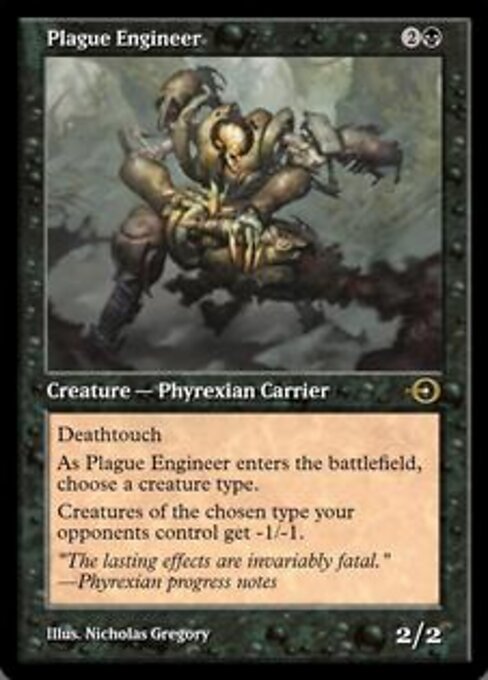 Plague Engineer 2
Creature — Phyrexian Carrier
Deathtouch
As Plague Engineer enters the battlefield,
choose a creature type.
Creatures of the chosen type your
opponents control get -1/-1.
"The lasting effects are invariably fatal."
—Phyrexian progress notes
Illus. Nicholas Gregory 2/2